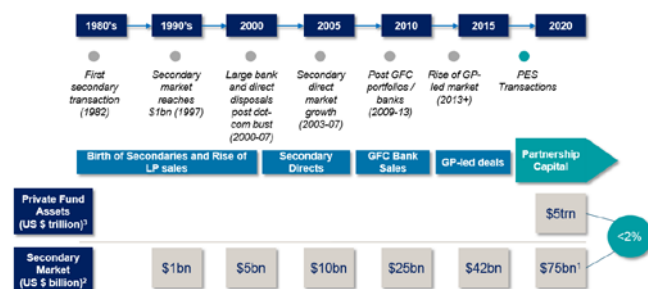 1980's 1990's 2000 2005 2010 2015 2020
First
secondary
transaction
(1982)
Secondary
market
reaches
$1bn (1997)
Large bank
and direct
disposals
post dot-
com bust
(2000-07)
Secondary
direct
market
growth
(2003-07)
Post GFC
portfolios /
banks
(2009-13)
Rise of GP-
led market
(2013+)
PES
Transactions
Birth of Secondaries and Rise of
LP sales
Secondary
Directs
GFC Bank
Sales
GP-led deals
Partnership
Capital
Private Fund
Assets
(US $ trillion)³
$5trn
<2%
Secondary
Market
(US $ billion)²
$1bn $5bn $10bn $25bn $42bn $75bn¹